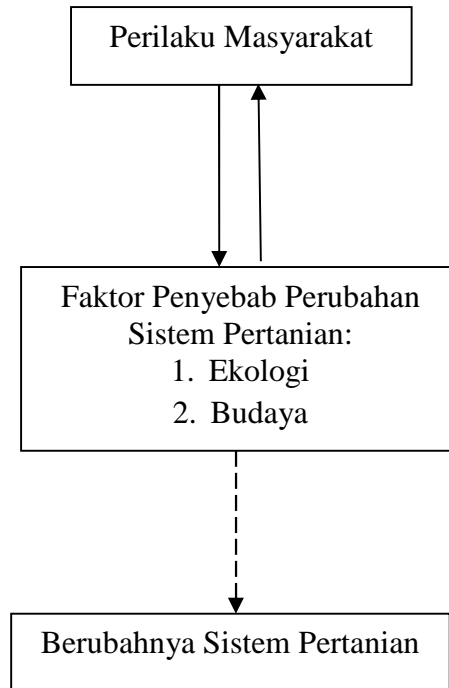 Perilaku Masyarakat
Faktor Penyebab Perubahan
Sistem Pertanian:
1. Ekologi
2. Budaya
Berubahnya Sistem Pertanian